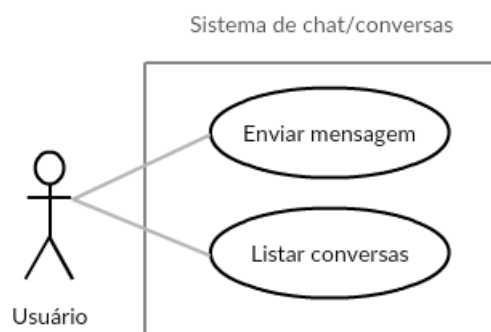 Sistema de chat/conversas
Enviar mensagem
Listar conversas
Usuário